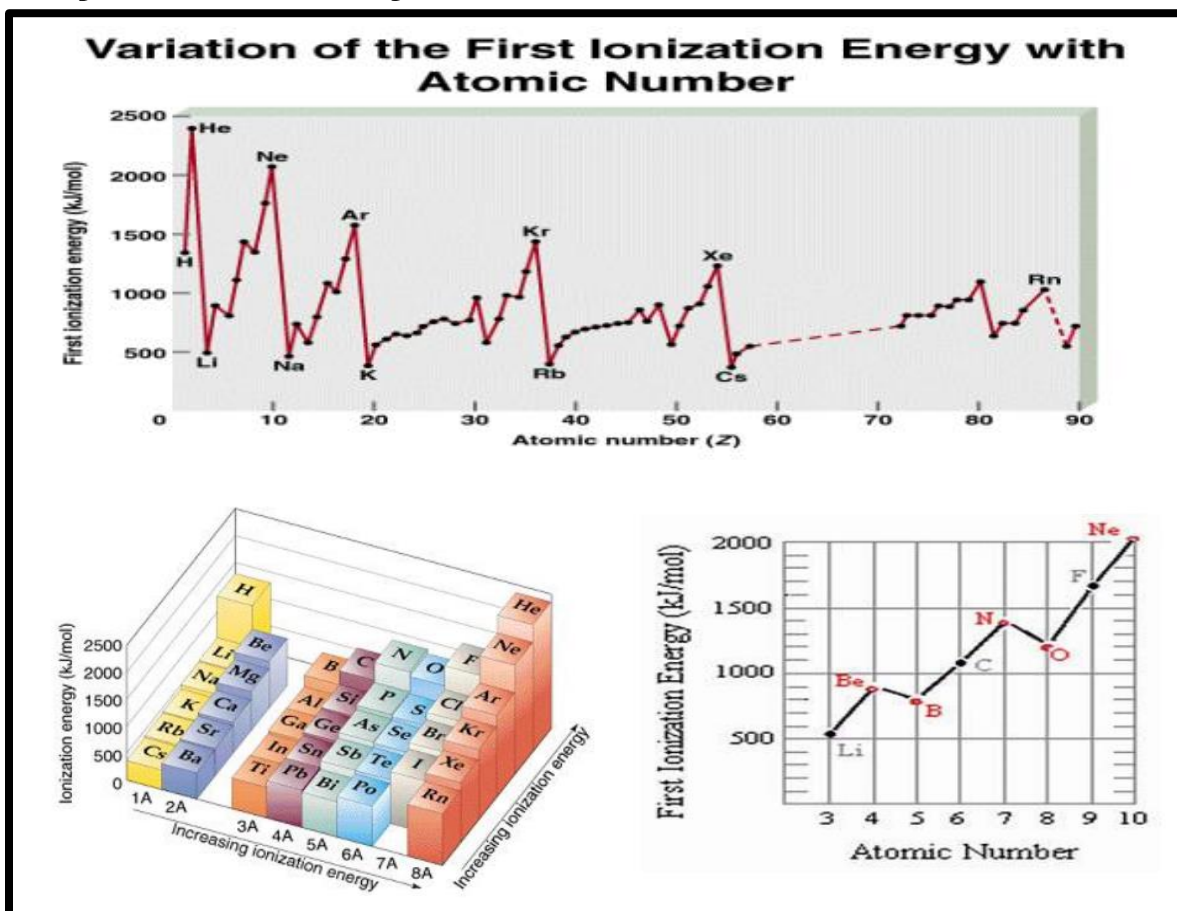 Variation of the First Ionization Energy with
Atomic Number
First Ionization energy (kJ/mol)
2500
2000
1500
1000
500
0
He
Ne
Ar
Kr
Xe
Rn
H
Li
Na
K
Rb
Cs
10
20
30
40
50
60
70
80
90
Atomic number (Z)
Ionization energy (kJ/mol)
2500
2000
1500
1000
500
0
H
Li
Na
K
Rb
Cs
Be
Mg
Ca
Sr
Ba
B
Al
Ga
In
Ti
C
Si
Ge
Sn
Pb
N
P
As
Sb
Bi
O
S
Se
Te
Po
F
Cl
Br
I
He
Ne
Ar
Kr
Xe
Rn
1A
2A
3A
4A
5A
6A
7A
8A
Increasing ionization energy
Increasing ionization energy
First Ionization Energy (kJ/mol)
2000
1500
1000
500
Li
Be
B
C
N
O
F
Ne
3 4 5 6 7 8 9 10
Atomic Number